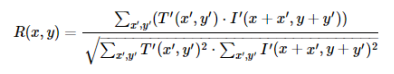 R(x, y) = \frac{\sum_{x',y'} (T'(x', y') \cdot I'(x + x', y + y'))}{\sqrt{\sum_{x',y'} T'(x', y')^2 \cdot \sum_{x',y'} I'(x + x', y + y')^2}}